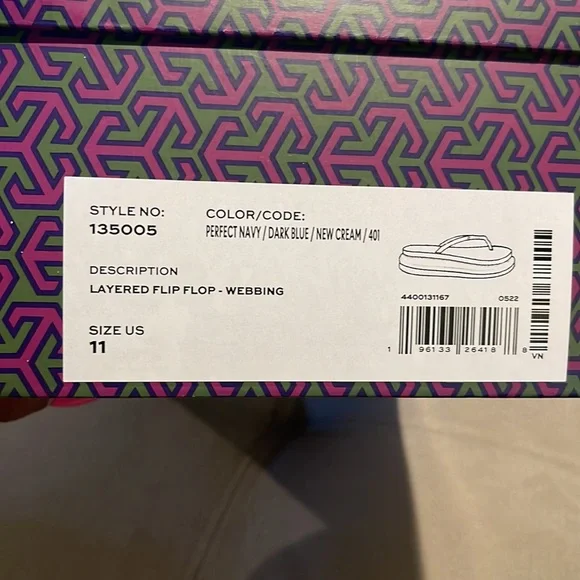 STYLE NO:
135005
COLOR/CODE:
PERFECT NAVY / DARK BLUE / NEW CREAM / 401
DESCRIPTION
LAYERED FLIP FLOP - WEBBING
SIZE US
11
4400131167 0522
1 96133 26418 8
VN